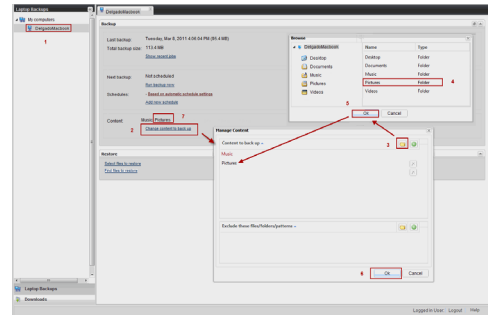 Laptop Backups
My computers
1
DelgadoMacbook
DelgadoMacbook
Backup
Last backup: Tuesday, Mar 8, 2011 4:00:04 PM (95.4 MB)
Total backup size: 113.4 MB
Show recent jobs
Next backup: Not scheduled
Run backup now
Schedules: - Based on automatic schedule settings
Add new schedule
Content Music Pictures 7
2 Change content to back up
Restore
Select files to restore
Find files to restore
Browse
DelgadoMacbook
Desktop
Documents
Music
Pictures
Videos
Name Type
Desktop Folder
Documents Folder
Music Folder
Pictures Folder 4
Videos Folder
5
Ok Cancel
Manage Content
Content to back up 3
Music
Pictures
Exclude these files/folders/patterns
6 Ok Cancel
Laptop Backups
Downloads
Logged in User Logout Help